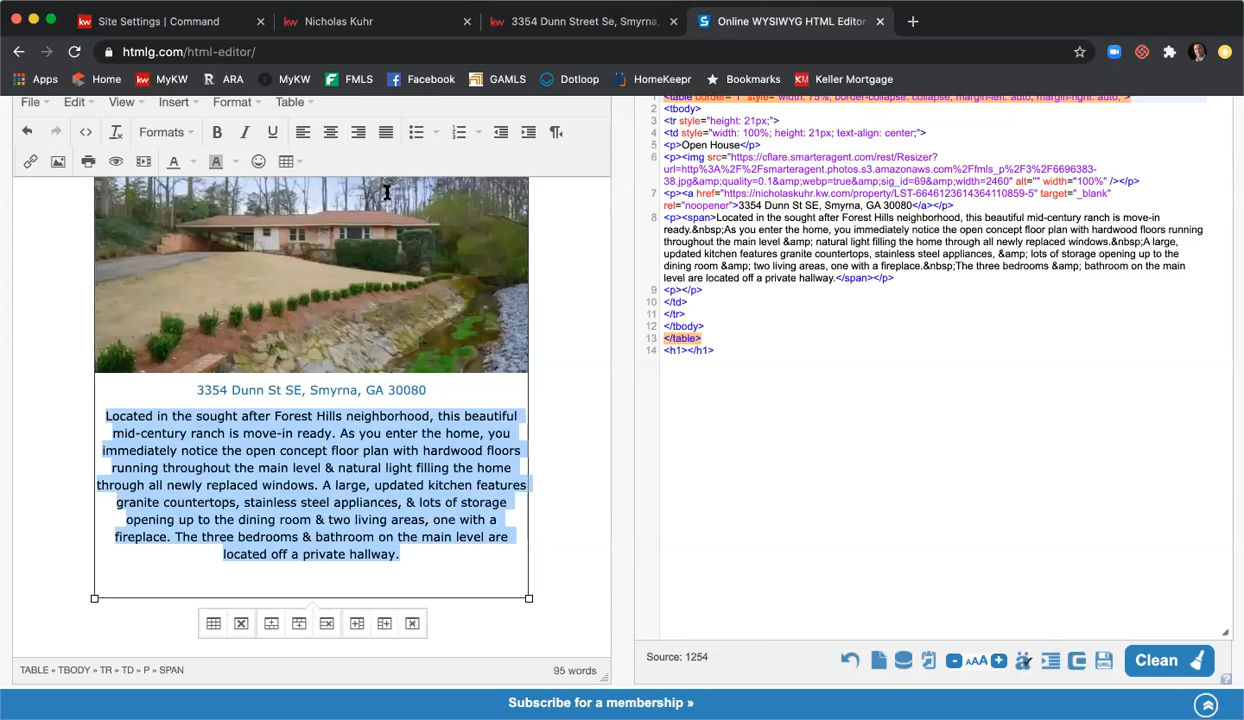 Site Settings | Command
Nicholas Kuhr
3354 Dunn Street Se, Smyrna,
Online WYSIWYG HTML Editor
htmlg.com/html-editor/
Apps Home MyKW ARA MyKW FMLS Facebook GAMLS Dotloop HomeKeepr Bookmarks Keller Mortgage
File Edit View Insert Format Table
Formats
3354 Dunn St SE, Smyrna, GA 30080
Located in the sought after Forest Hills neighborhood, this beautiful
mid-century ranch is move-in ready. As you enter the home, you
immediately notice the open concept floor plan with hardwood floors
running throughout the main level & natural light filling the home
through all newly replaced windows. A large, updated kitchen features
granite countertops, stainless steel appliances, & lots of storage
opening up to the dining room & two living areas, one with a
fireplace. The three bedrooms & bathroom on the main level are
located off a private hallway.
TABLE » TBODY » TR » TD » P » SPAN
95 words
1 <table border="1" style="width: 75%; border-collapse: collapse; margin-left: auto; margin-right: auto;">
2 <tbody>
3 <tr style="height: 21px;">
4 <td style="width: 100%; height: 21px; text-align: center;">
5 <p>Open House</p>
6 <p><img src="https://cflare.smarteragent.com/rest/Resizer?
url=http%3A%2F%2Fsmarteragent.photos.s3.amazonaws.com%2Ffmls_p%2F3%2F6696383-
38.jpg&amp;quality=0.1&amp;webp=true&amp;sig_id=69&amp;width=2460" alt="" width="100%" /></p>
7 <p><a href="https://nicholaskuhr.kw.com/property/LST-6646123614364110859-5" target="_blank"
rel="noopener">3354 Dunn St SE, Smyrna, GA 30080</a></p>
8 <p><span>Located in the sought after Forest Hills neighborhood, this beautiful mid-century ranch is move-in
ready.&nbsp;As you enter the home, you immediately notice the open concept floor plan with hardwood floors running
throughout the main level &amp; natural light filling the home through all newly replaced windows.&nbsp;A large,
updated kitchen features granite countertops, stainless steel appliances, &amp; lots of storage opening up to the
dining room &amp; two living areas, one with a fireplace.&nbsp;The three bedrooms &amp; bathroom on the main
level are located off a private hallway.</span></p>
9 <p></p>
10 </td>
11 </tr>
12 </tbody>
13 </table>
14 <h1></h1>
Source: 1254
AAA
Clean
Subscribe for a membership »